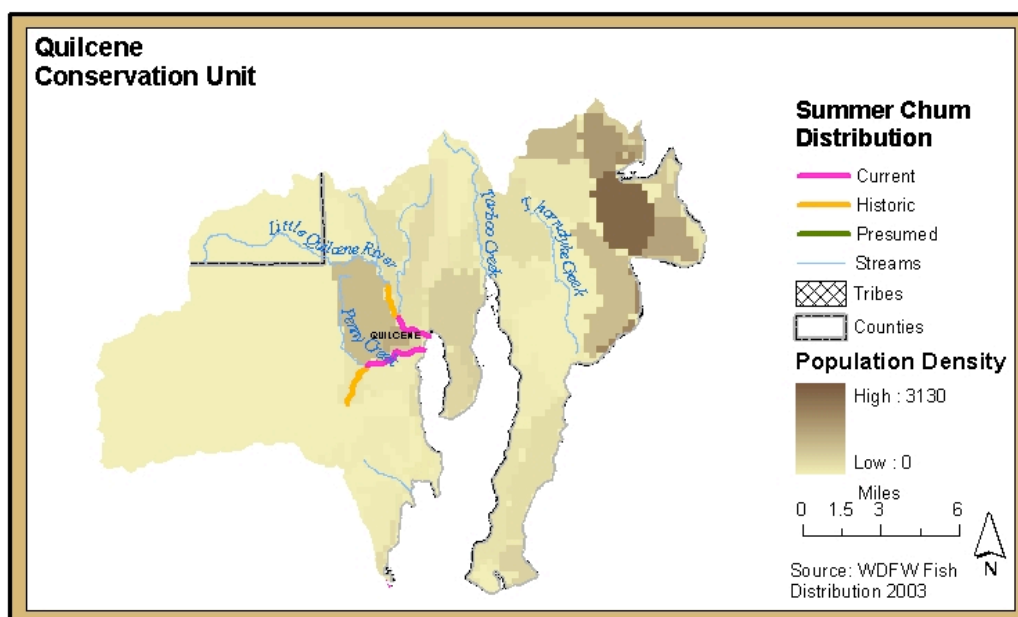 Quilcene
Conservation Unit
Little Quilcene River
Tarboo Creek
Thorndyke Creek
Penny Creek
QUILCENE
Summer Chum
Distribution
Current
Historic
Presumed
Streams
Tribes
Counties
Population Density
High : 3130
Low : 0
Miles
0 1.5 3 6
N
Source: WDFW Fish
Distribution 2003